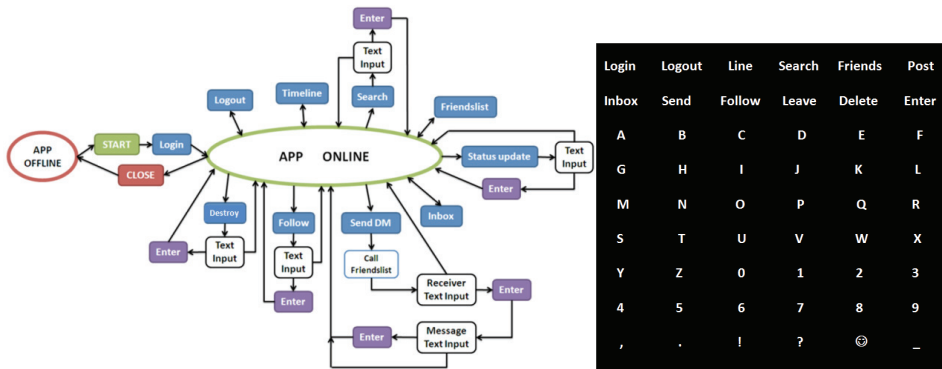 Enter
Text
Input
Logout
Timeline
Search
Friendslist
APP
OFFLINE
START
Login
CLOSE
APP ONLINE
Status update
Text
Input
Enter
Destroy
Follow
Send DM
Inbox
Enter
Text
Input
Text
Input
Call
Friendslist
Enter
Receiver
Text Input
Enter
Enter
Message
Text Input
Login Logout Line Search Friends Post
Inbox Send Follow Leave Delete Enter
A B C D E F
G H I J K L
M N O P Q R
S T U V W X
Y Z 0 1 2 3
4 5 6 7 8 9
, . ! ? ☺ _